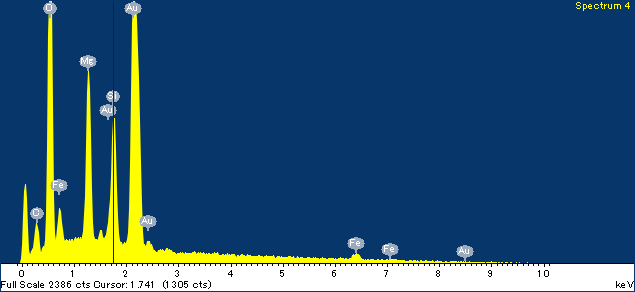 Spectrum 4
O Au
Mg
Si
Au
Fe
O Au
Fe Fe Au
0 1 2 3 4 5 6 7 8 9 10
Full Scale 2386 cts Cursor: 1.741 (1305 cts) keV